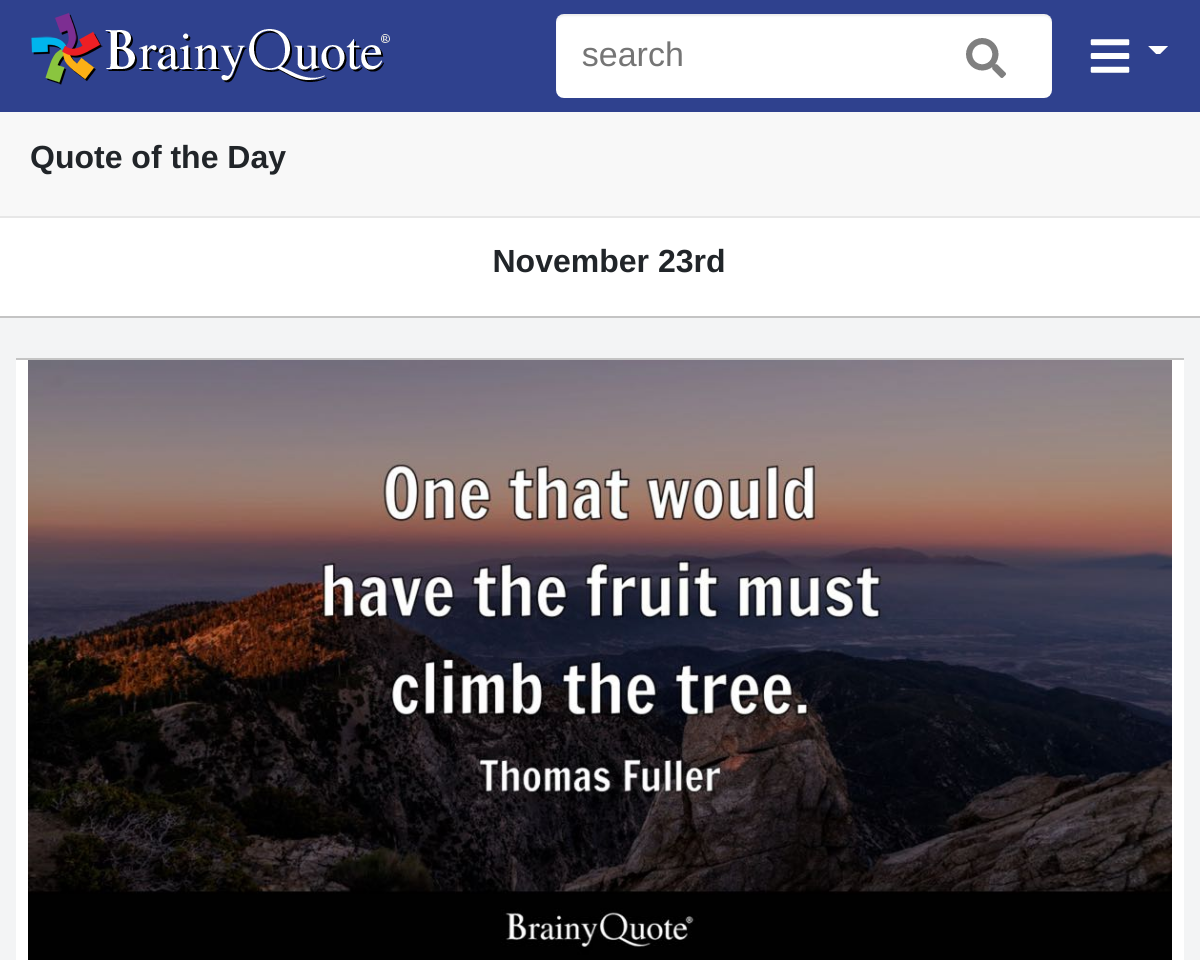 BrainyQuote®
search
Quote of the Day
November 23rd
One that would
have the fruit must
climb the tree.
Thomas Fuller
BrainyQuote®